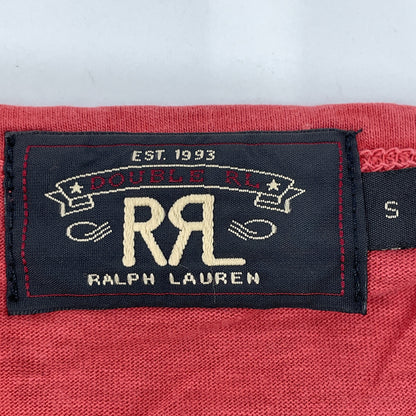 EST. 1993
DOUBLE RL
RRL
RALPH LAUREN
S